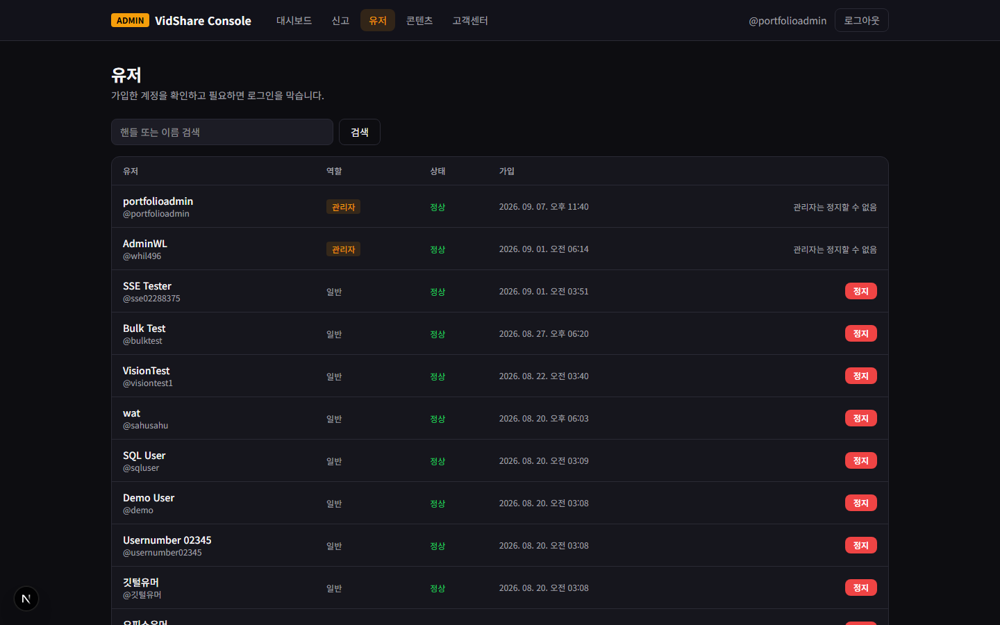 ADMIN VidShare Console 대시보드 신고 유저 콘텐츠 고객센터 @portfolioadmin 로그아웃
유저
가입한 계정을 확인하고 필요하면 로그인을 막습니다.
핸들 또는 이름 검색 검색
유저 역할 상태 가입
portfolioadmin
@portfolioadmin
관리자 정상 2026. 09. 07. 오후 11:40 관리자는 정지할 수 없음
AdminWL
@whil496
관리자 정상 2026. 09. 01. 오전 06:14 관리자는 정지할 수 없음
SSE Tester
@sse02288375
일반 정상 2026. 09. 01. 오전 03:51 정지
Bulk Test
@bulktest
일반 정상 2026. 08. 27. 오후 06:20 정지
VisionTest
@visiontest1
일반 정상 2026. 08. 22. 오전 03:40 정지
wat
@sahusahu
일반 정상 2026. 08. 20. 오후 06:03 정지
SQL User
@sqluser
일반 정상 2026. 08. 20. 오전 03:09 정지
Demo User
@demo
일반 정상 2026. 08. 20. 오전 03:08 정지
Usernumber 02345
@usernumber02345
일반 정상 2026. 08. 20. 오전 03:08 정지
깃털유머
@깃털유머
일반 정상 2026. 08. 20. 오전 03:08 정지
N